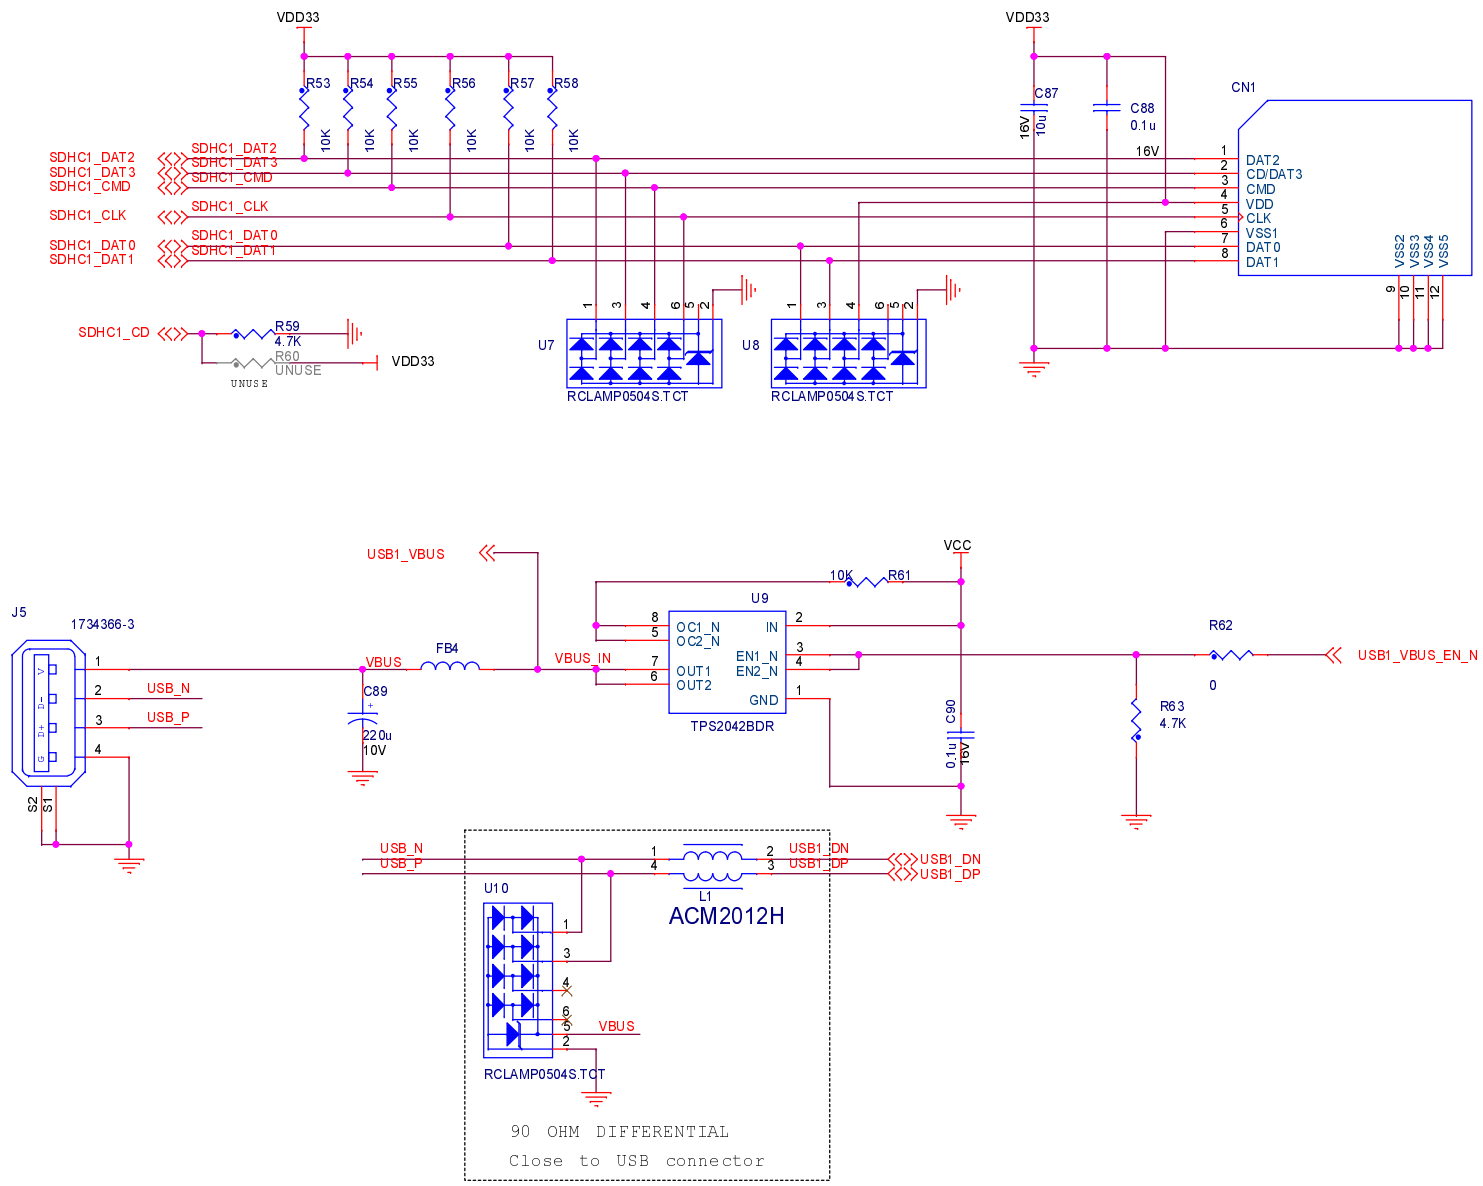 VDD33
VDD33
R53
R54
R55
R56
R57
R58
10K
10K
10K
10K
10K
10K
C87
10u
16V
C88
0.1u
16V
CN1
SDHC1_DAT2
SDHC1_DAT3
SDHC1_CMD
SDHC1_CLK
SDHC1_DAT0
SDHC1_DAT1
SDHC1_DAT2
SDHC1_DAT3
SDHC1_CMD
SDHC1_CLK
SDHC1_DAT0
SDHC1_DAT1
1 DAT2
2 CD/DAT3
3 CMD
4 VDD
5 CLK
6 VSS1
7 DAT0
8 DAT1
VSS2
VSS3
VSS4
VSS5
9
10
11
12
SDHC1_CD
R59
4.7K
R60
UNUSE
UNUSE
VDD33
U7
1
3
4
6
5
2
RCLAMP0504S.TCT
U8
1
3
4
6
5
2
RCLAMP0504S.TCT
USB1_VBUS
VCC
10K
R61
U9
J5
1734366-3
V
D-
D+
G
1
2
3
4
S2
S1
USB_N
USB_P
VBUS
FB4
VBUS_IN
C89
+
220u
10V
8 OC1_N
5 OC2_N
7 OUT1
6 OUT2
IN 2
EN1_N 3
EN2_N 4
GND 1
TPS2042BDR
C90
0.1u
16V
R62
0
USB1_VBUS_EN_N
R63
4.7K
USB_N
USB_P
1
4
2
3
USB1_DN
USB1_DP
USB1_DN
USB1_DP
L1
ACM2012H
U10
1
3
4
6
5
2
VBUS
RCLAMP0504S.TCT
90 OHM DIFFERENTIAL
Close to USB connector